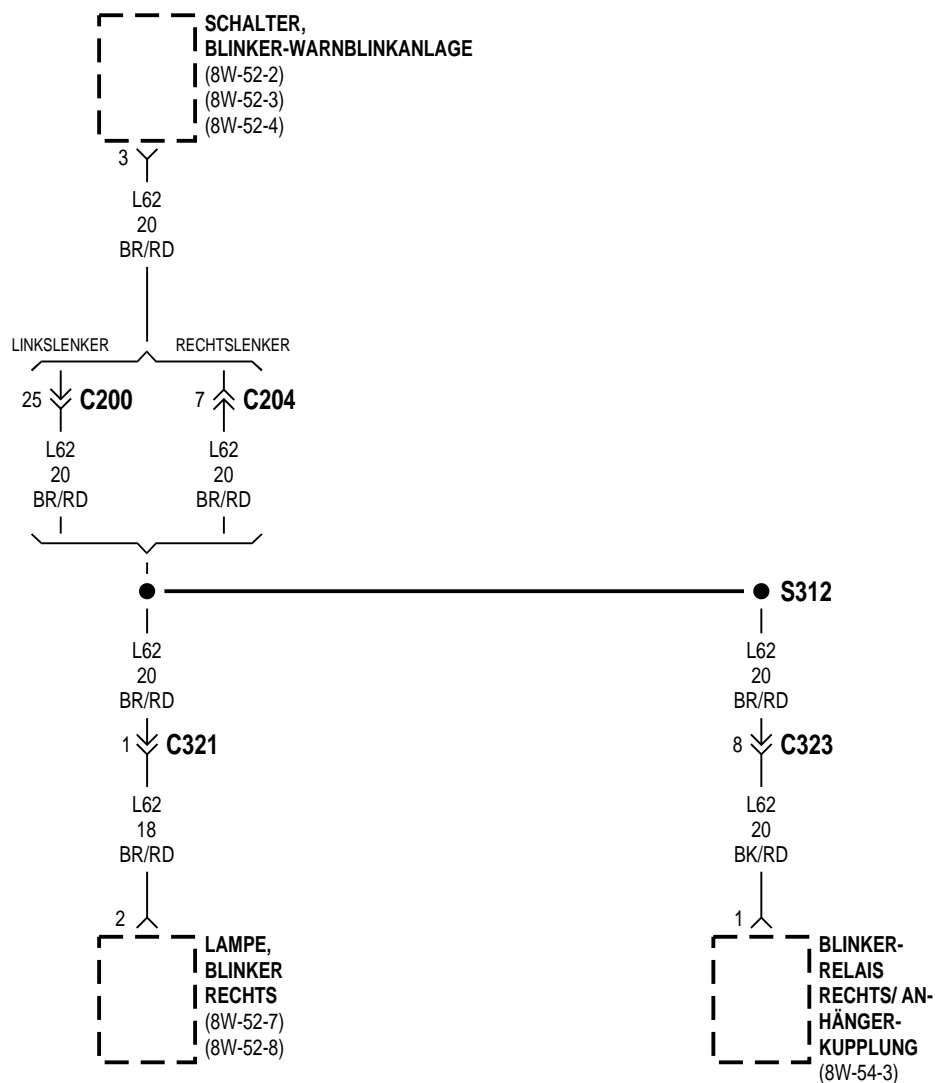 SCHALTER,
BLINKER-WARNBLINKANLAGE
(8W-52-2)
(8W-52-3)
(8W-52-4)
3
L62
20
BR/RD
LINKSLENKER RECHTSLENKER
25 C200 7 C204
L62 L62
20 20
BR/RD BR/RD
S312
L62 L62
20 20
BR/RD BR/RD
1 C321 8 C323
L62 L62
18 20
BR/RD BK/RD
2 1
LAMPE,
BLINKER
RECHTS
(8W-52-7)
(8W-52-8)
BLINKER-
RELAIS
RECHTS/ AN-
HÄNGER-
KUPPLUNG
(8W-54-3)